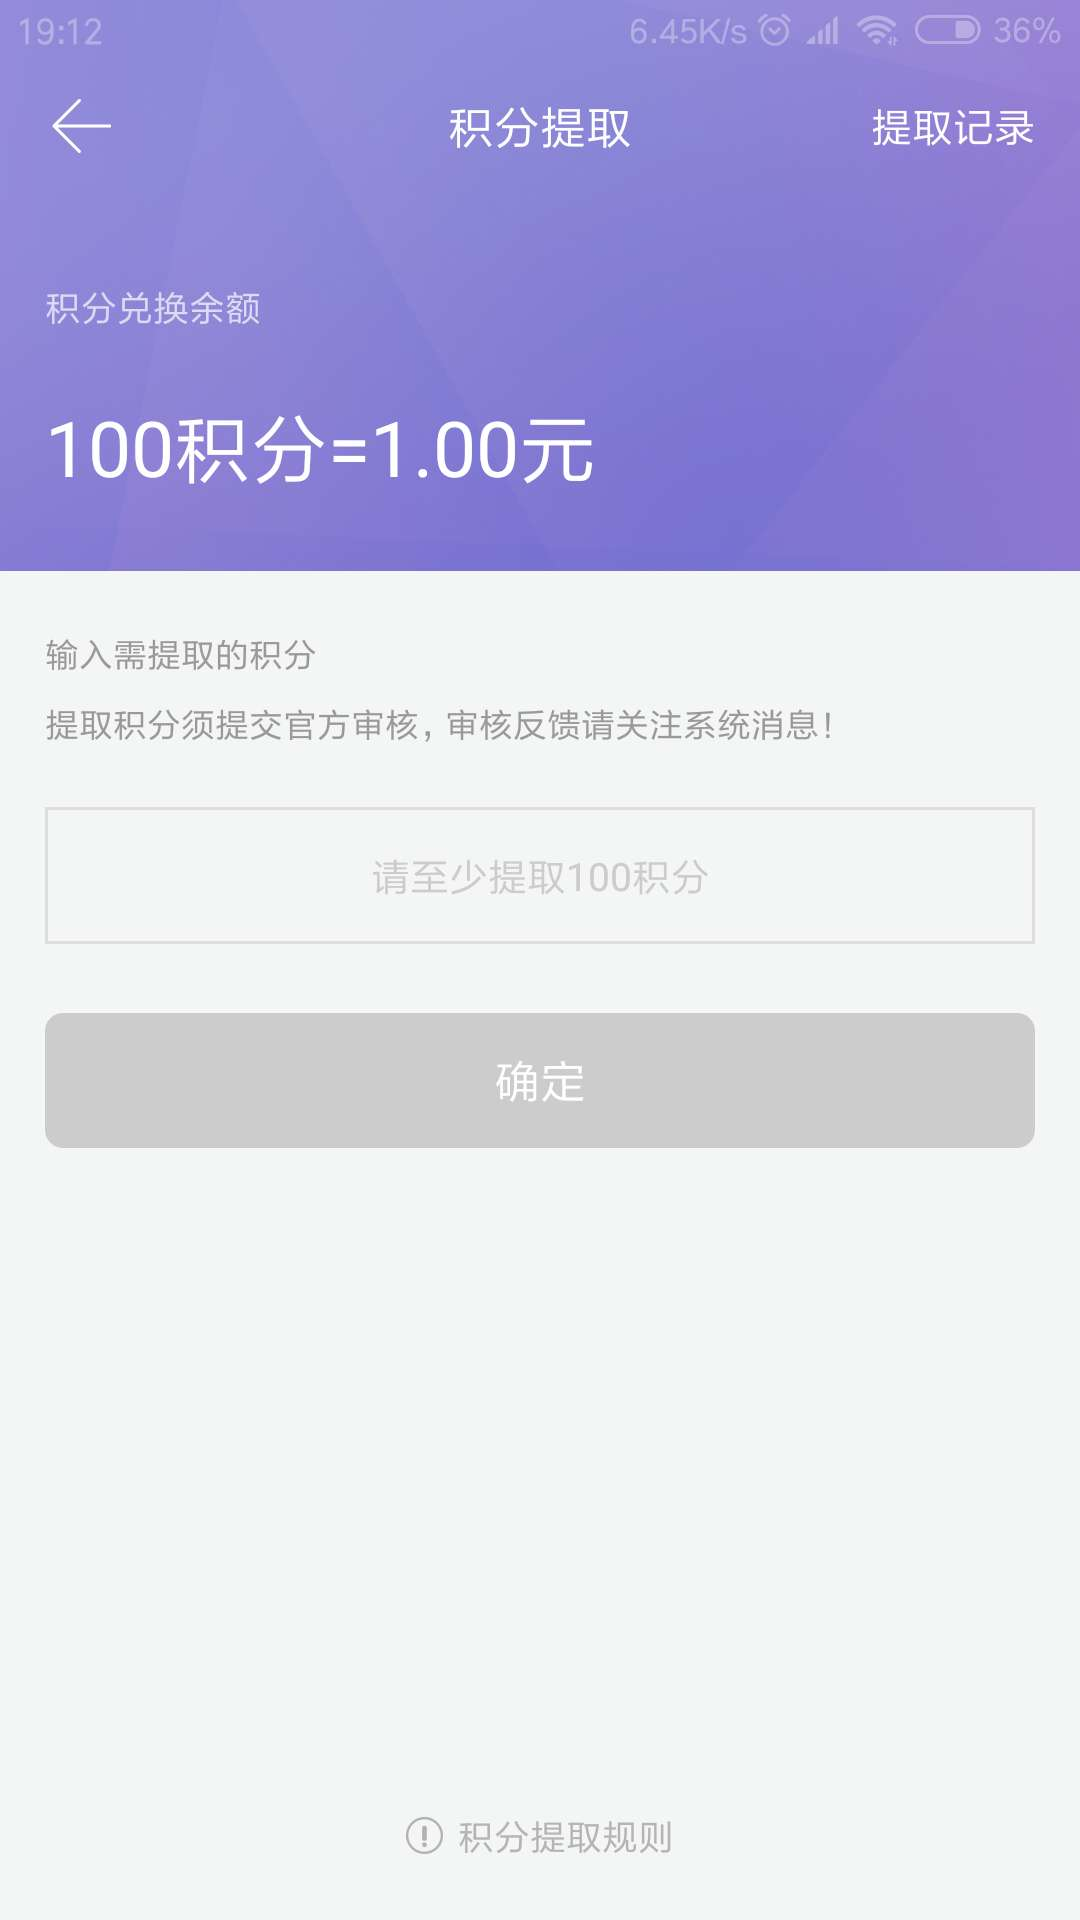 19:12 6.45K/s 36%
积分提取 提取记录
积分兑换余额
100积分=1.00元
输入需提取的积分
提取积分须提交官方审核，审核反馈请关注系统消息！
请至少提取100积分
确定
积分提取规则